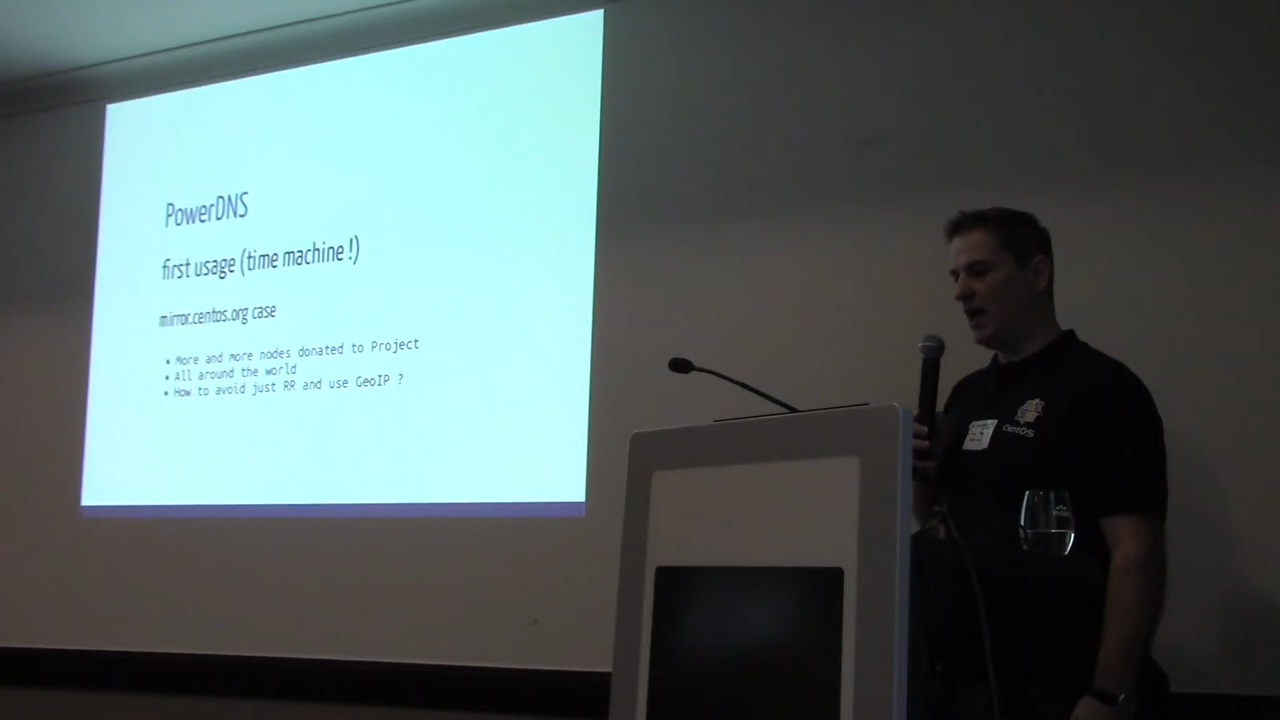 PowerDNS
first usage (time machine !)
mirror.centos.org case
• More and more nodes donated to Project
• All around the world
• How to avoid just RR and use GeoIP ?
CentOS